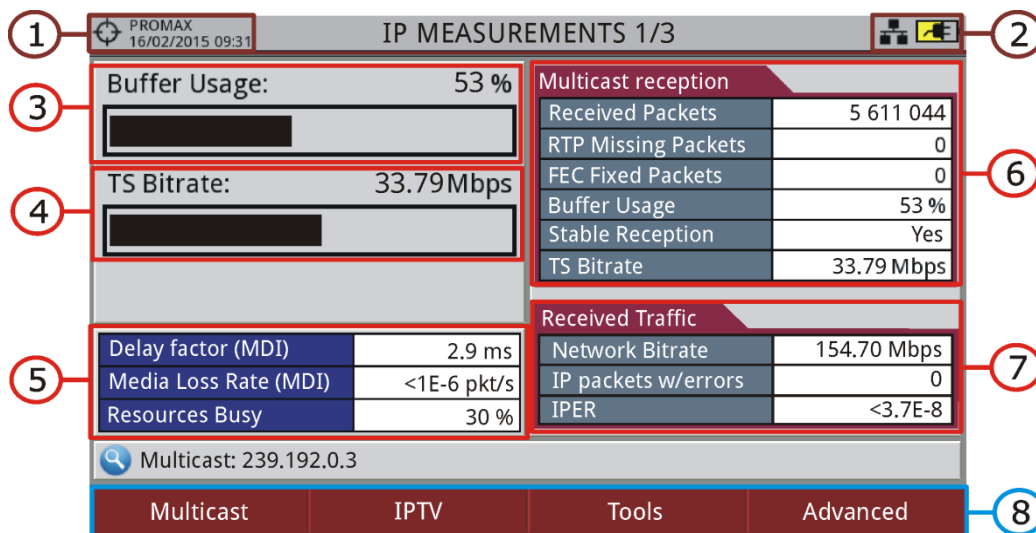 1
PROMAX
16/02/2015 09:31
IP MEASUREMENTS 1/3
2
3
Buffer Usage: 53 %
4
TS Bitrate: 33.79 Mbps
Multicast reception
Received Packets 5 611 044
RTP Missing Packets 0
FEC Fixed Packets 0
Buffer Usage 53 %
Stable Reception Yes
TS Bitrate 33.79 Mbps
6
5
Delay factor (MDI) 2.9 ms
Media Loss Rate (MDI) <1E-6 pkt/s
Resources Busy 30 %
Received Traffic
Network Bitrate 154.70 Mbps
IP packets w/errors 0
IPER <3.7E-8
7
Multicast: 239.192.0.3
Multicast IPTV Tools Advanced
8